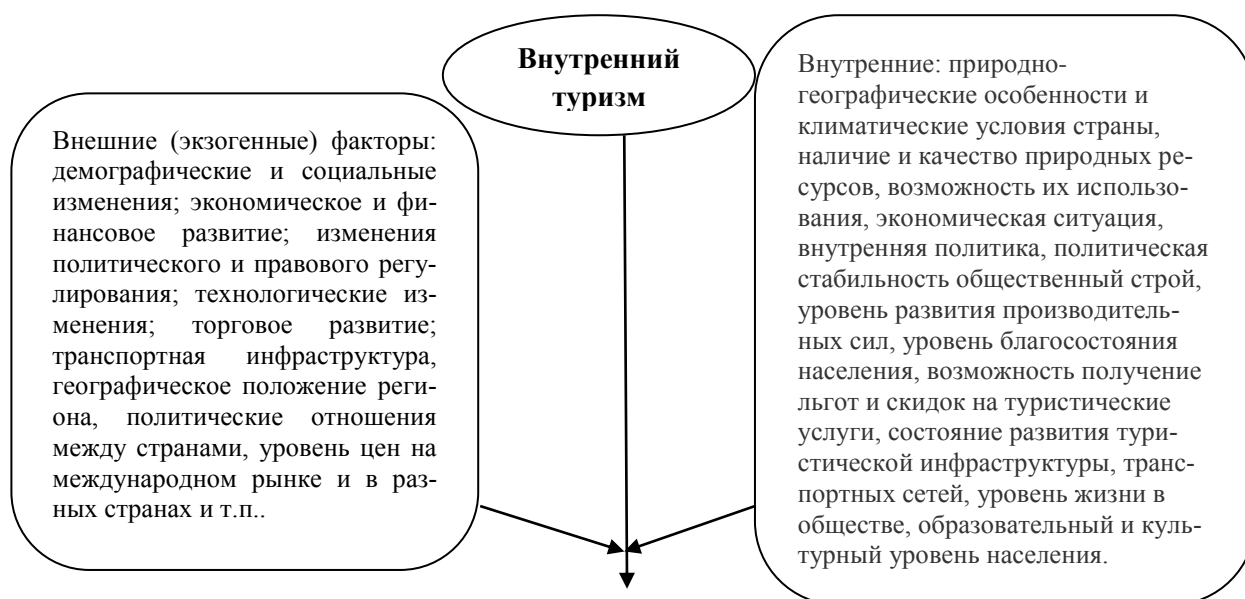 Внутренний
туризм
Внешние (экзогенные) факторы:
демографические и социальные
изменения; экономическое и фи-
нансовое развитие; изменения
политического и правового регу-
лирования; технологические из-
менения; торговое развитие;
транспортная инфраструктура,
географическое положение реги-
она, политические отношения
между странами, уровень цен на
международном рынке и в раз-
ных странах и т.п..
Внутренние: природно-
географические особенности и
климатические условия страны,
наличие и качество природных ре-
сурсов, возможность их использо-
вания, экономическая ситуация,
внутренняя политика, политическая
стабильность общественный строй,
уровень развития производитель-
ных сил, уровень благосостояния
населения, возможность получение
льгот и скидок на туристические
услуги, состояние развития тури-
стической инфраструктуры, транс-
портных сетей, уровень жизни в
обществе, образовательный и куль-
турный уровень населения.